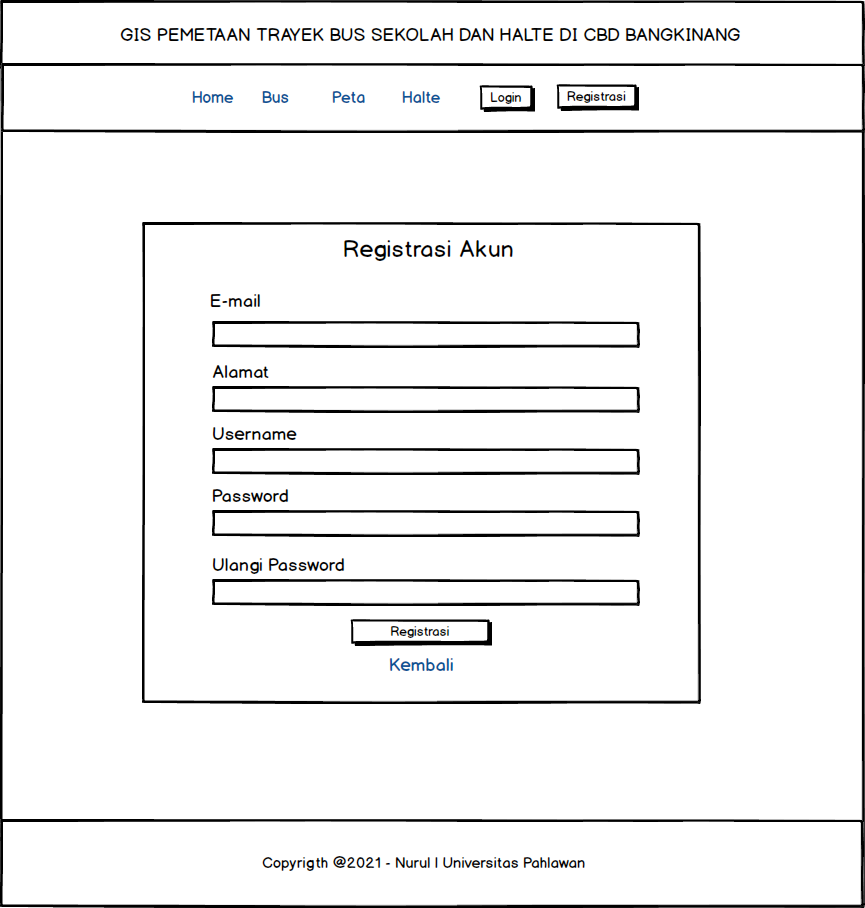 GIS PEMETAAN TRAYEK BUS SEKOLAH DAN HALTE DI CBD BANGKINANG
Home Bus Peta Halte Login Registrasi
Registrasi Akun
E-mail
Alamat
Username
Password
Ulangi Password
Registrasi
Kembali
Copyrigth @2021 - Nurul | Universitas Pahlawan